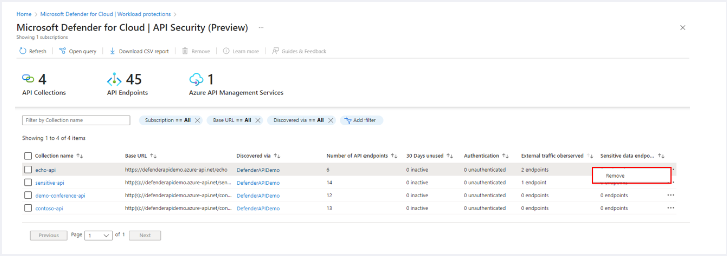 Home > Microsoft Defender for Cloud | Workload protections >
Microsoft Defender for Cloud | API Security (Preview) ...
Showing 1 subscriptions
Refresh Open query Download CSV report Remove Learn more Guides & Feedback
4 45 1
API Collections API Endpoints Azure API Management Services
Filter by Collection name Subscription == All Base URL == All Discovered via == All Add filter
Showing 1 to 4 of 4 items
Collection name ↑↓ Base URL ↑↓ Discovered via ↑↓ Number of API endpoints ↑↓ 30 Days unused ↑↓ Authentication ↑↓ External traffic oberserved ↑↓ Sensitive data endpo... ↑↓
echo-api https://defenderapidemo.azure-api.net/echo DefenderAPIDemo 6 0 inactive 0 unauthenticated 2 endpoints
Remove
sensitive-api https://defenderapidemo.azure-api.net/sen... DefenderAPIDemo 14 0 inactive 0 unauthenticated 1 endpoint
demo-conference-api https://defenderapidemo.azure-api.net/con... DefenderAPIDemo 12 0 inactive 0 unauthenticated 0 endpoints 0 endpoints ...
contoso-api https://defenderapidemo.azure-api.net/con... DefenderAPIDemo 13 0 inactive 0 unauthenticated 0 endpoints 0 endpoints ...
Previous Page 1 of 1 Next